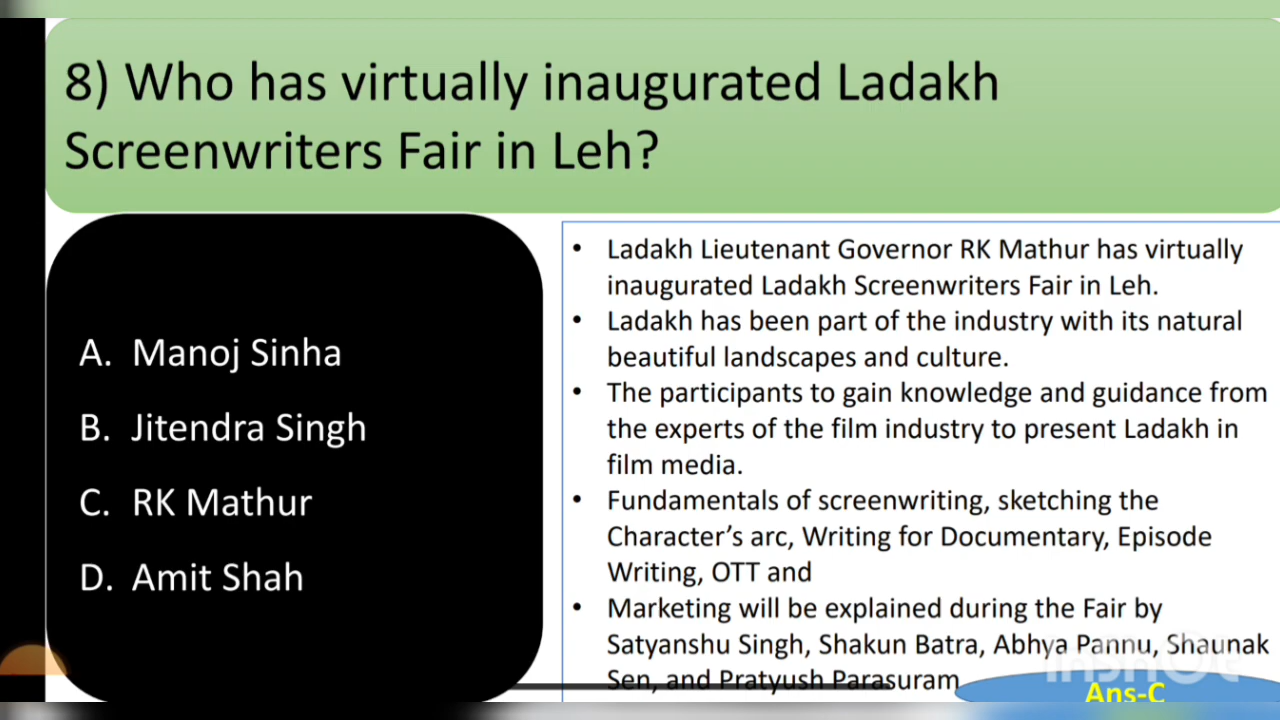 8) Who has virtually inaugurated Ladakh
Screenwriters Fair in Leh?
A. Manoj Sinha
B. Jitendra Singh
C. RK Mathur
D. Amit Shah
• Ladakh Lieutenant Governor RK Mathur has virtually
inaugurated Ladakh Screenwriters Fair in Leh.
• Ladakh has been part of the industry with its natural
beautiful landscapes and culture.
• The participants to gain knowledge and guidance from
the experts of the film industry to present Ladakh in
film media.
• Fundamentals of screenwriting, sketching the
Character’s arc, Writing for Documentary, Episode
Writing, OTT and
• Marketing will be explained during the Fair by
Satyanshu Singh, Shakun Batra, Abhya Pannu, Shaunak
Sen, and Pratyush Parasuram
Ans-C